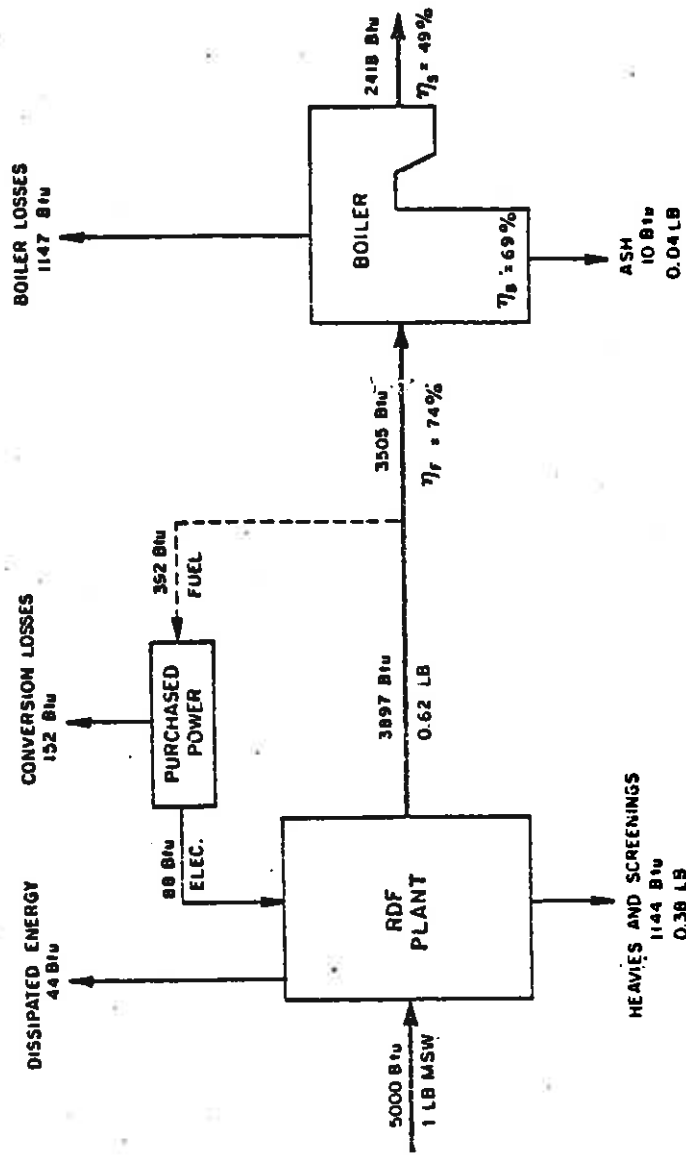 DISSIPATED ENERGY
44 Btu
CONVERSION LOSSES
152 Btu
BOILER LOSSES
1147 Btu
88 Btu
ELEC.
PURCHASED
POWER
392 Btu
FUEL
5000 Btu
1 LB MSW
RDF
PLANT
3897 Btu
0.62 LB
3505 Btu
ηF = 74%
BOILER
ηB = 69%
2418 Btu
ηS = 49%
HEAVIES AND SCREENINGS
1144 Btu
0.38 LB
ASH
10 Btu
0.04 LB